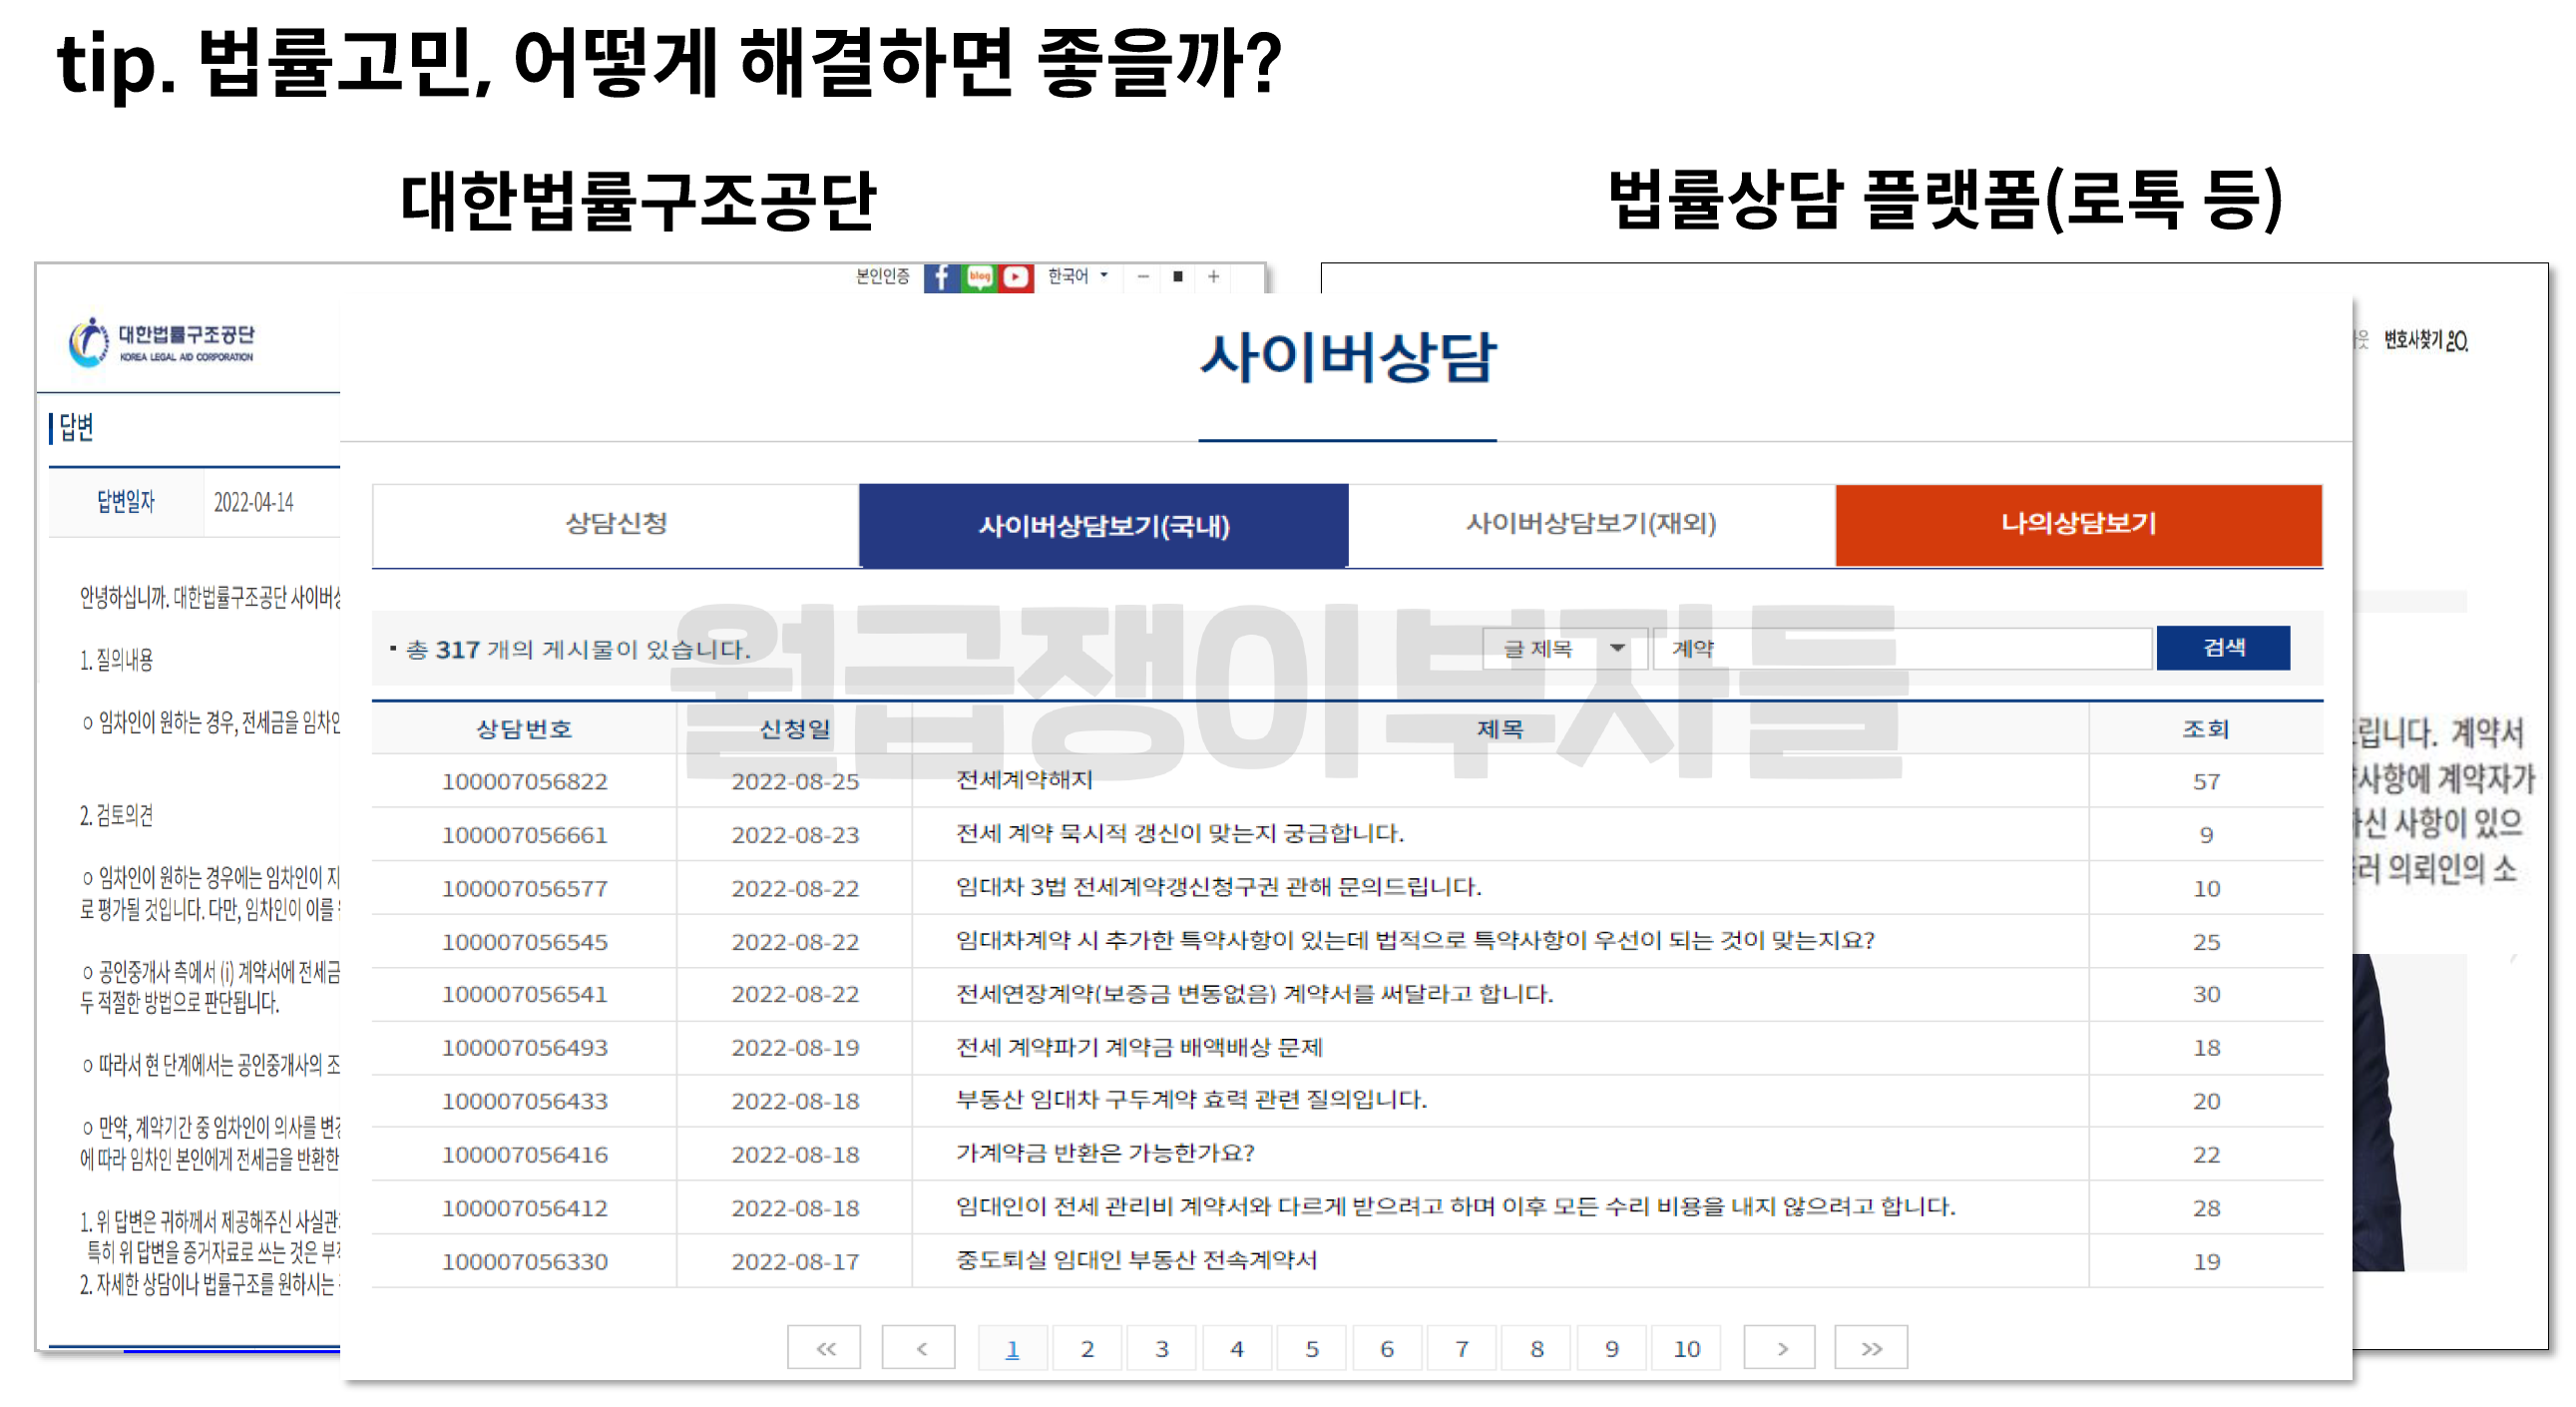 tip. 법률고민, 어떻게 해결하면 좋을까?
대한법률구조공단
법률상담 플랫폼(로톡 등)
본인인증 f blog 한국어
대한법률구조공단
KOREA LEGAL AID CORPORATION
답변
답변일자 2022-04-14
안녕하십니까. 대한법률구조공단 사이버
1. 질의내용
ㅇ 임차인이 원하는 경우, 전세금을 임차인
2. 검토의견
ㅇ 임차인이 원하는 경우에는 임차인이 지
로 평가될 것입니다. 다만, 임차인이 이를
ㅇ 공인중개사 측에서 (i) 계약서에 전세금
두 적절한 방법으로 판단됩니다.
ㅇ 따라서 현 단계에서는 공인중개사의 조
ㅇ 만약, 계약기간 중 임차인이 의사를 변경
에 따라 임차인 본인에게 전세금을 반환한
1. 위 답변은 귀하께서 제공해주신 사실관
특히 위 답변을 증거자료로 쓰는 것은 부
2. 자세한 상담이나 법률구조를 원하시는
사이버상담
상담신청 사이버상담보기(국내) 사이버상담보기(재외) 나의상담보기
총 317 개의 게시물이 있습니다. 글 제목 계약 검색
월급쟁이부자들
상담번호 신청일 제목 조회
100007056822 2022-08-25 전세계약해지 57
100007056661 2022-08-23 전세 계약 묵시적 갱신이 맞는지 궁금합니다. 9
100007056577 2022-08-22 임대차 3법 전세계약갱신청구권 관해 문의드립니다. 10
100007056545 2022-08-22 임대차계약 시 추가한 특약사항이 있는데 법적으로 특약사항이 우선이 되는 것이 맞는지요? 25
100007056541 2022-08-22 전세연장계약(보증금 변동없음) 계약서를 써달라고 합니다. 30
100007056493 2022-08-19 전세 계약파기 계약금 배액배상 문제 18
100007056433 2022-08-18 부동산 임대차 구두계약 효력 관련 질의입니다. 20
100007056416 2022-08-18 가계약금 반환은 가능한가요? 22
100007056412 2022-08-18 임대인이 전세 관리비 계약서와 다르게 받으려고 하며 이후 모든 수리 비용을 내지 않으려고 합니다. 28
100007056330 2022-08-17 중도퇴실 임대인 부동산 전속계약서 19
« < 1 2 3 4 5 6 7 8 9 10 > »
변호사찾기
립니다. 계약서
사항에 계약자가
신 사항이 있으
러 의뢰인의 소